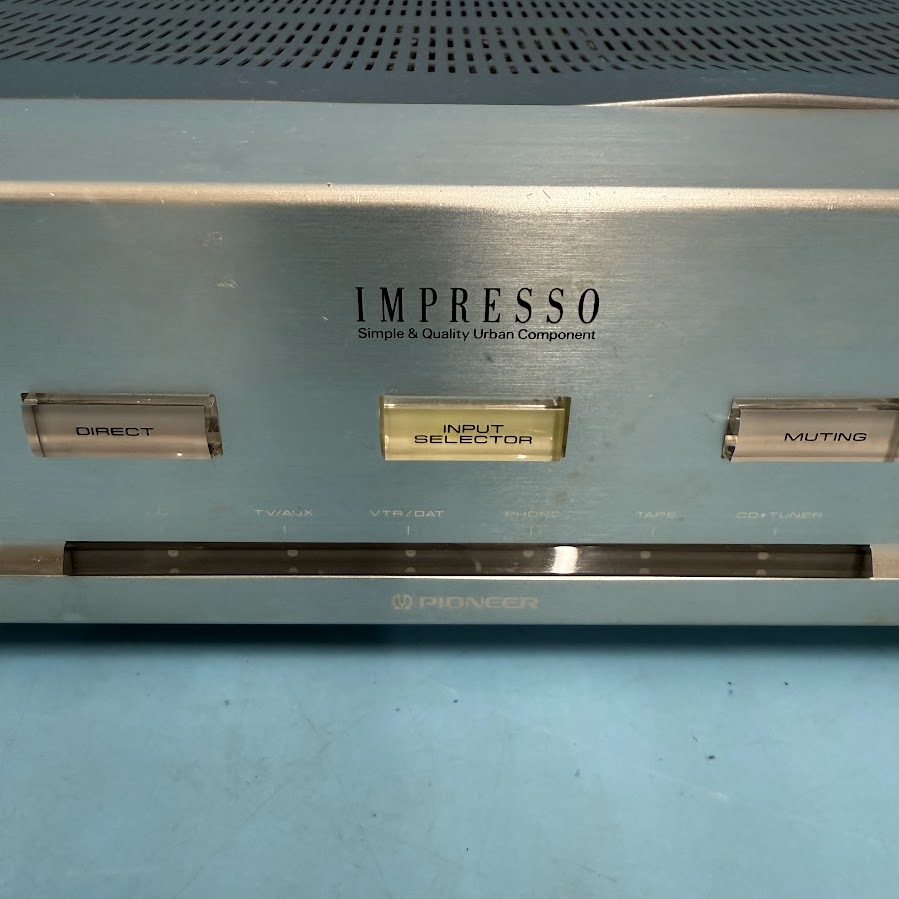 IMPRESSO
Simple & Quality Urban Component
DIRECT
INPUT
SELECTOR
MUTING
TV/AUX
VTR/DAT
PHONO
TAPE
CD•TUNER
PIONEER